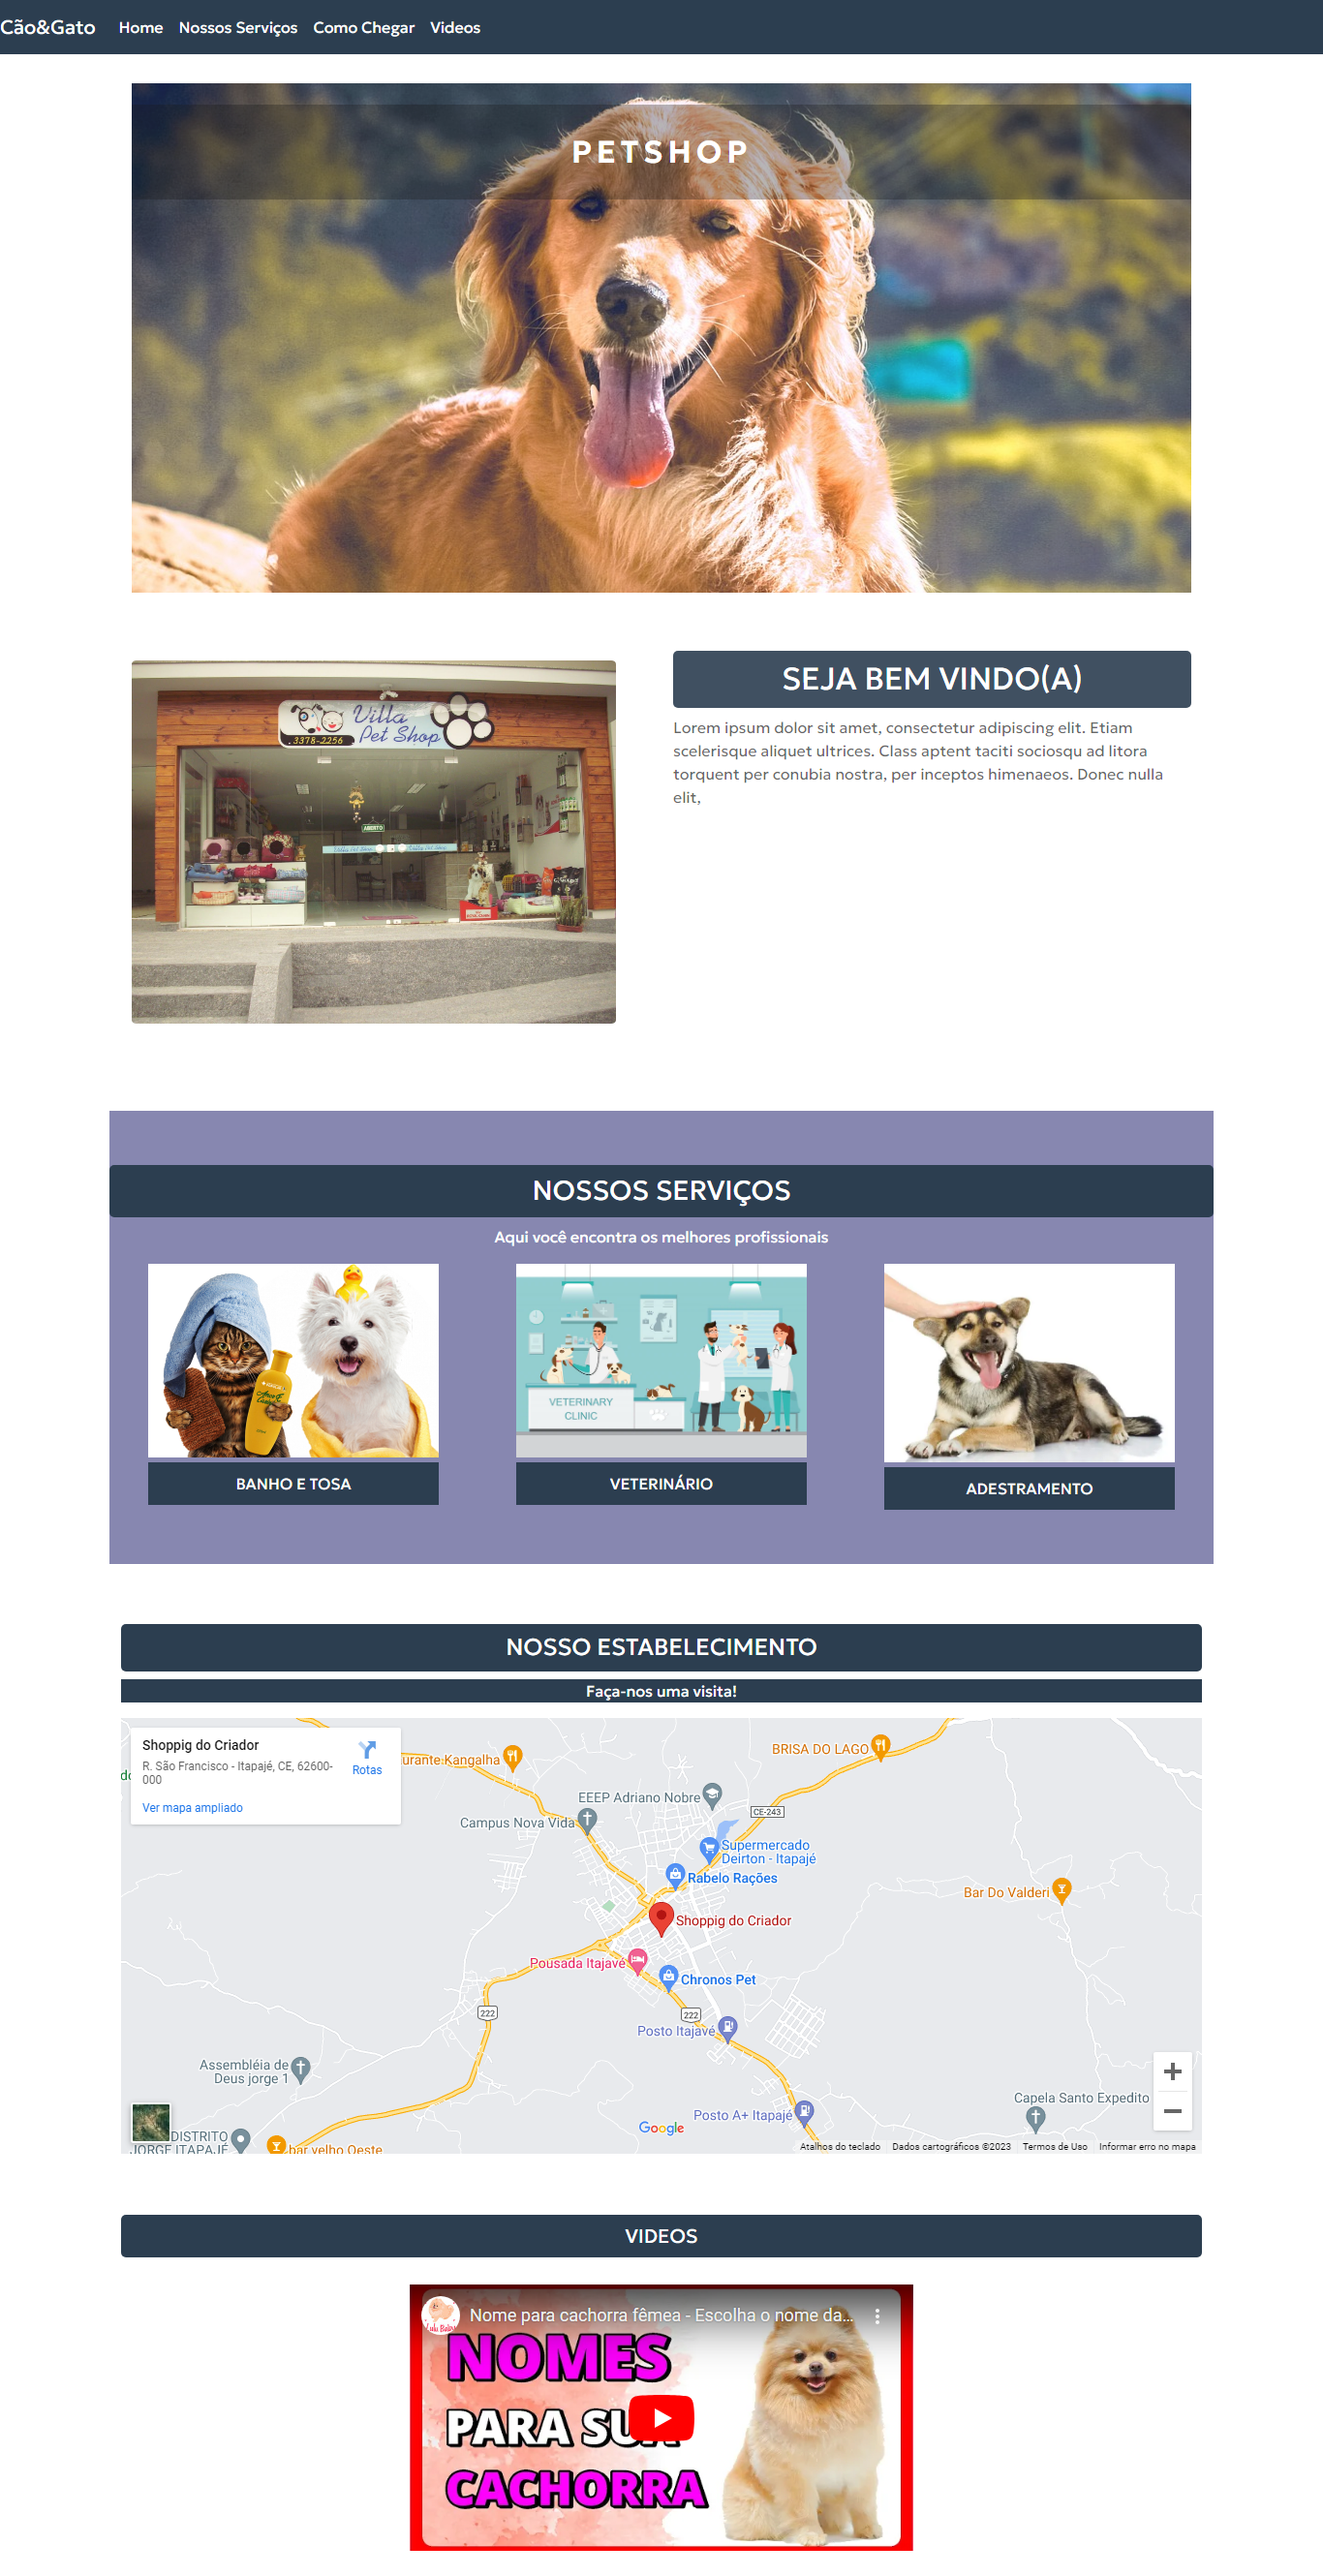 Cão&Gato Home Nossos Serviços Como Chegar Videos
PETSHOP
Villa
Pet Shop
3378-2256
ABERTO
SEJA BEM VINDO(A)
Lorem ipsum dolor sit amet, consectetur adipiscing elit. Etiam
scelerisque aliquet ultrices. Class aptent taciti sociosqu ad litora
torquent per conubia nostra, per inceptos himenaeos. Donec nulla
elit,
NOSSOS SERVIÇOS
Aqui você encontra os melhores profissionais
VETERINARY
CLINIC
BANHO E TOSA
VETERINÁRIO
ADESTRAMENTO
NOSSO ESTABELECIMENTO
Faça-nos uma visita!
Shoppig do Criador
R. São Francisco - Itapajé, CE, 62600-
000
Rotas
Ver mapa ampliado
urante Kangalha
BRISA DO LAGO
EEEP Adriano Nobre
CE-243
Campus Nova Vida
Supermercado
Deirton - Itapajé
Rabelo Rações
Bar Do Valderi
Shoppig do Criador
Pousada Itajavé
Chronos Pet
222
222
Posto Itajavé
Assembléia de
Deus jorge 1
Capela Santo Expedito
Posto A+ Itapajé
DISTRITO
JORGE ITAPAJÉ
bar velho Oeste
Google
Atalhos do teclado Dados cartográficos ©2023 Termos de Uso Informar erro no mapa
VIDEOS
Nome para cachorra fêmea - Escolha o nome da...
NOMES
PARA SUA
CACHORRA